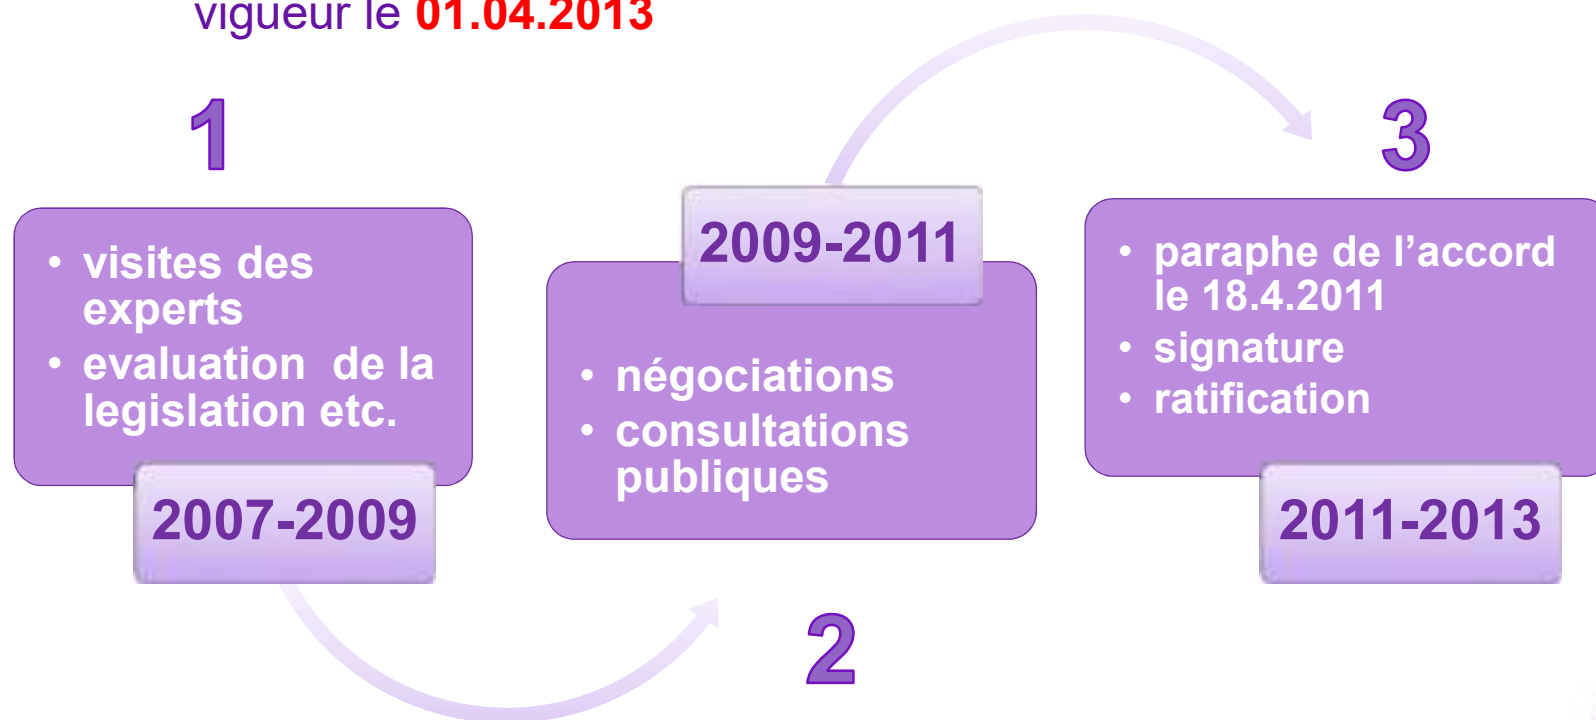 vigueur le 01.04.2013
1
• visites des
experts
• evaluation de la
legislation etc.
2007-2009
2009-2011
• négociations
• consultations
publiques
2
3
• paraphe de l’accord
le 18.4.2011
• signature
• ratification
2011-2013